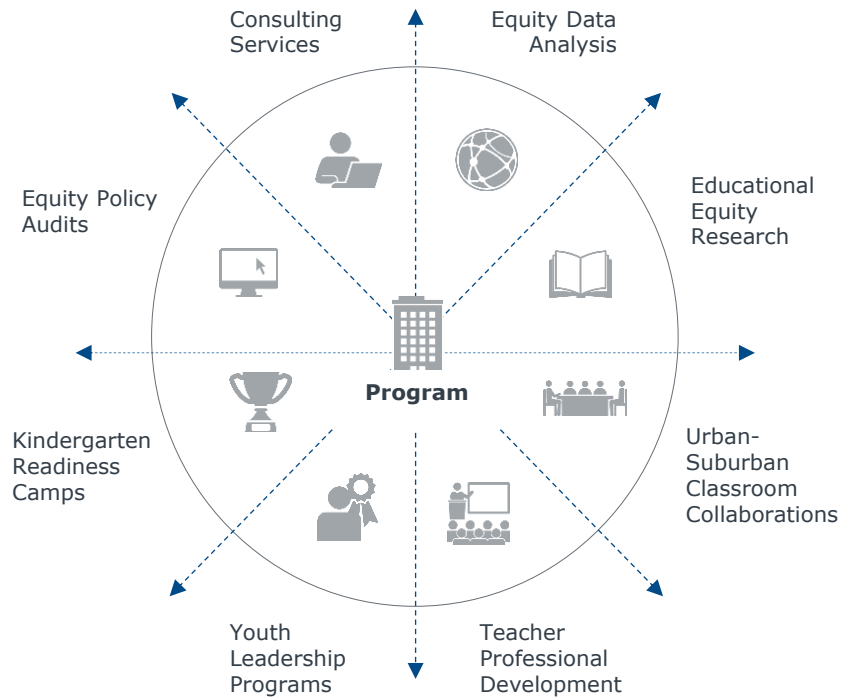 Consulting
Services
Equity Data
Analysis
Equity Policy
Audits
Educational
Equity
Research
Program
Kindergarten
Readiness
Camps
Urban-
Suburban
Classroom
Collaborations
Youth
Leadership
Programs
Teacher
Professional
Development